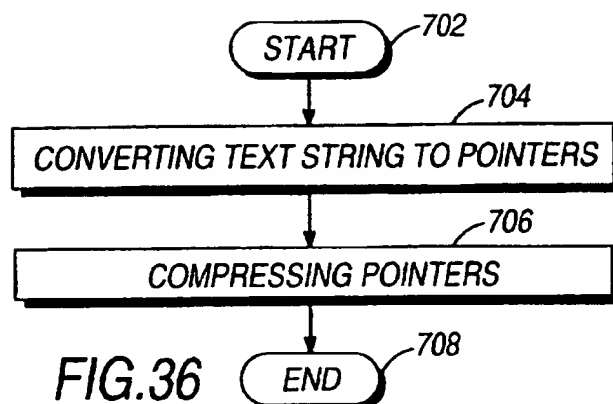 START
702
704
CONVERTING TEXT STRING TO POINTERS
706
COMPRESSING POINTERS
708
END
FIG.36